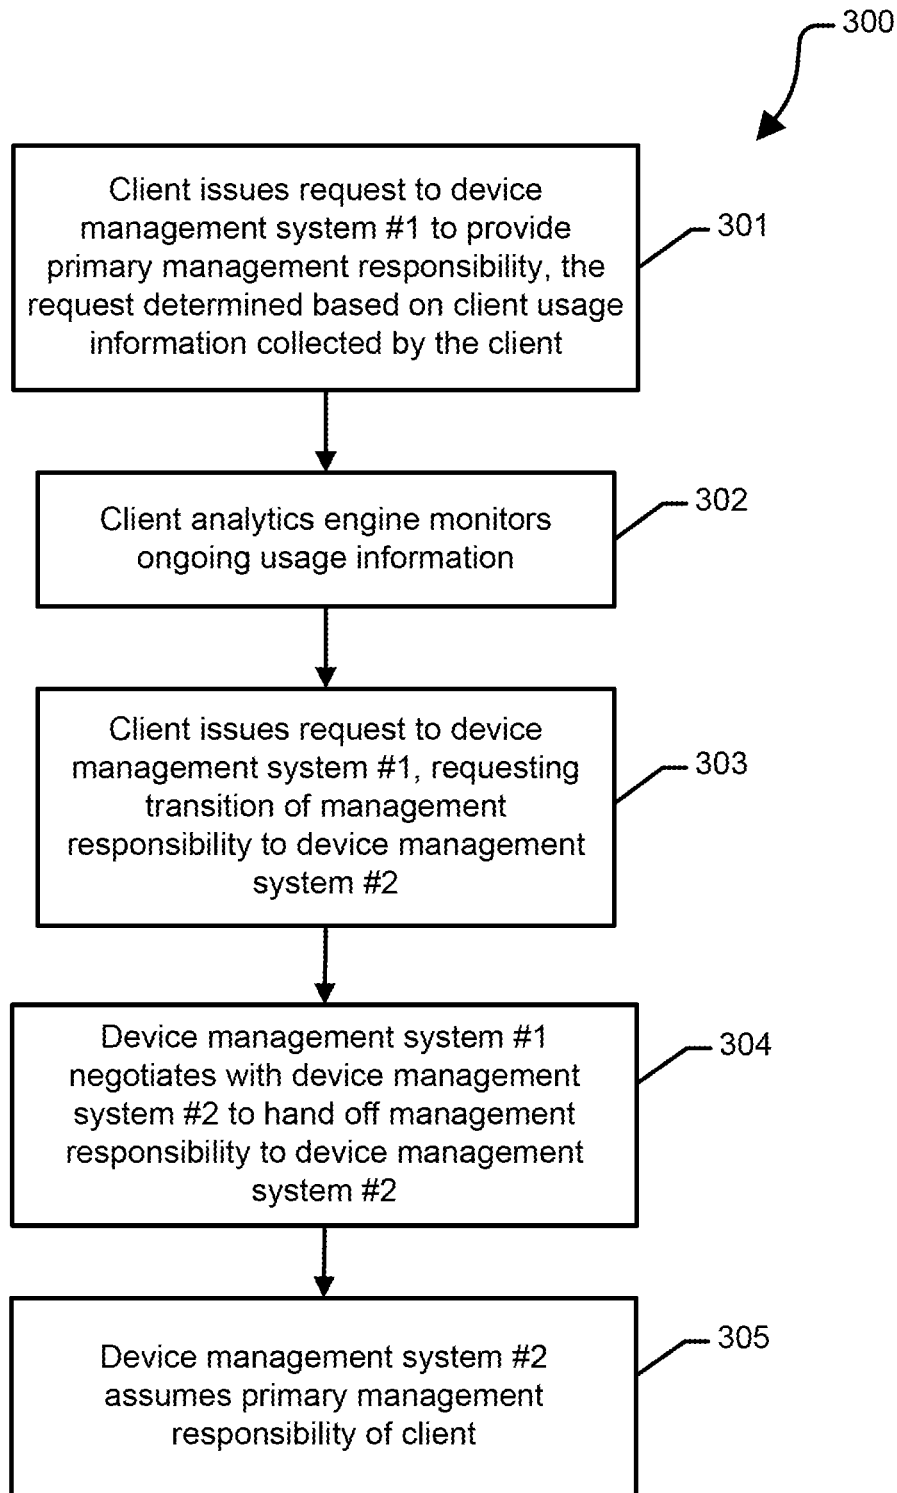 300
Client issues request to device
management system #1 to provide
primary management responsibility, the
request determined based on client usage
information collected by the client
301
Client analytics engine monitors
ongoing usage information
302
Client issues request to device
management system #1, requesting
transition of management
responsibility to device management
system #2
303
Device management system #1
negotiates with device management
system #2 to hand off management
responsibility to device management
system #2
304
Device management system #2
assumes primary management
responsibility of client
305